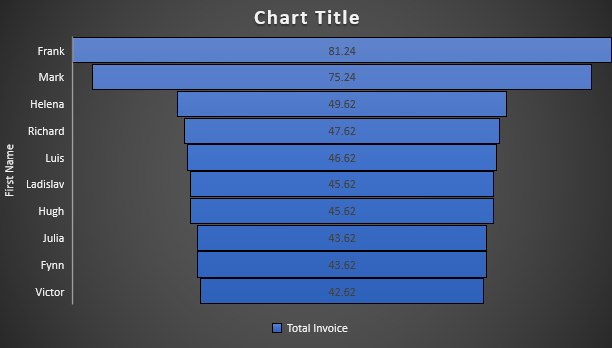 Chart Title
First Name
Frank 81.24
Mark 75.24
Helena 49.62
Richard 47.62
Luis 46.62
Ladislav 45.62
Hugh 45.62
Julia 43.62
Fynn 43.62
Victor 42.62
Total Invoice